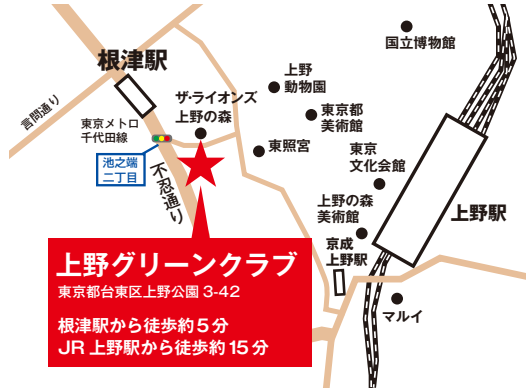 国立博物館
根津駅
上野
動物園
言問通り
ザ・ライオンズ
上野の森
東京都
美術館
東京メトロ
千代田線
東照宮
東京
文化会館
池之端
二丁目
不忍通り
上野の森
美術館
上野駅
京成
上野駅
上野グリーンクラブ
東京都台東区上野公園 3-42
根津駅から徒歩約5分
JR 上野駅から徒歩約15分
マルイ